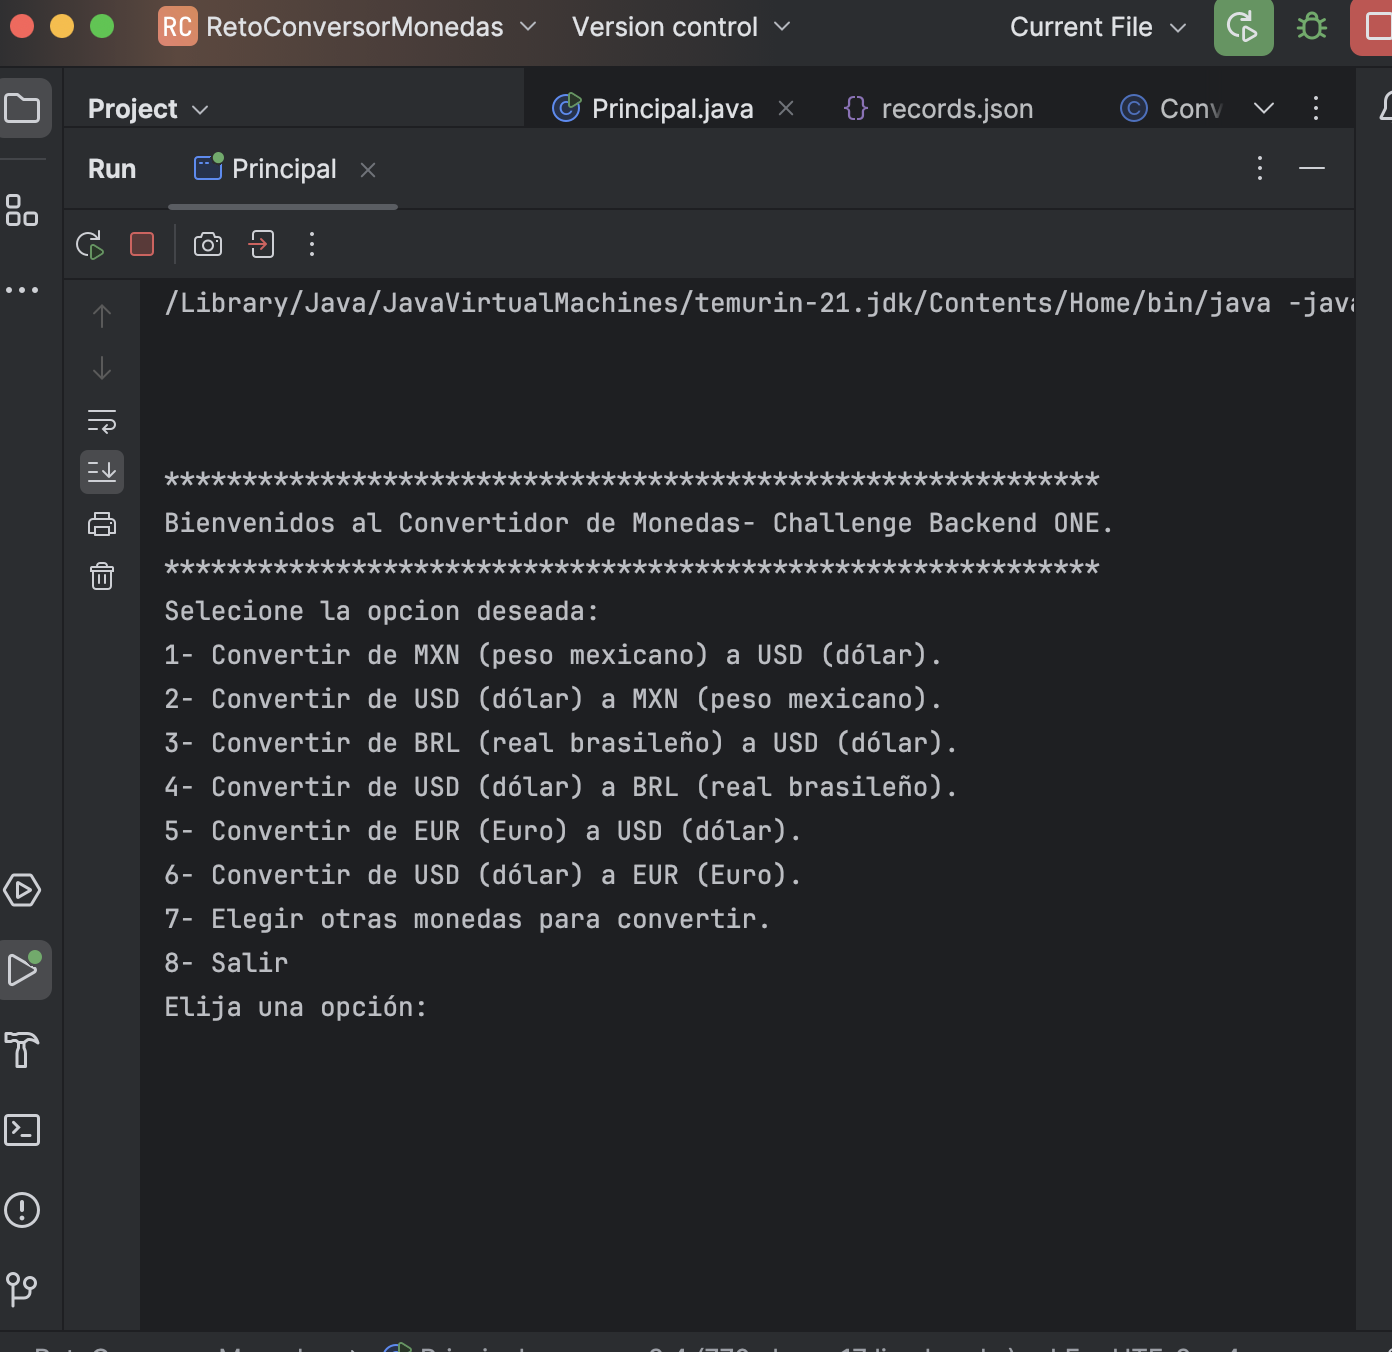 RC RetoConversorMonedas Version control Current File
Project Principal.java records.json Conv
Run Principal
/Library/Java/JavaVirtualMachines/temurin-21.jdk/Contents/Home/bin/java -java
************************************************************
Bienvenidos al Convertidor de Monedas- Challenge Backend ONE.
************************************************************
Selecione la opcion deseada:
1- Convertir de MXN (peso mexicano) a USD (dólar).
2- Convertir de USD (dólar) a MXN (peso mexicano).
3- Convertir de BRL (real brasileño) a USD (dólar).
4- Convertir de USD (dólar) a BRL (real brasileño).
5- Convertir de EUR (Euro) a USD (dólar).
6- Convertir de USD (dólar) a EUR (Euro).
7- Elegir otras monedas para convertir.
8- Salir
Elija una opción: